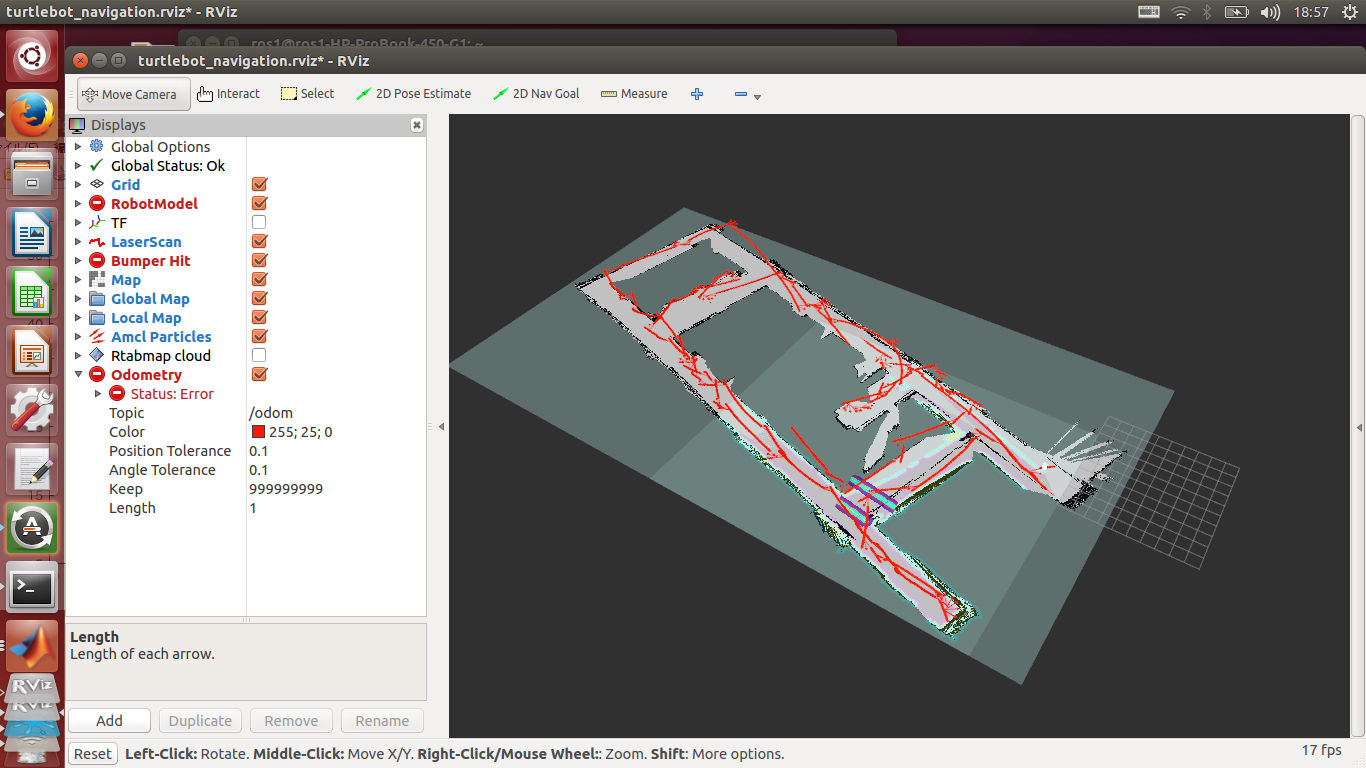 turtlebot_navigation.rviz* - RViz
18:57
ros1@ros1-HP-ProBook-450-G1: ~
turtlebot_navigation.rviz* - RViz
Move Camera Interact Select 2D Pose Estimate 2D Nav Goal Measure
Displays
Global Options
Global Status: Ok
Grid
RobotModel
TF
LaserScan
Bumper Hit
Map
Global Map
Local Map
Amcl Particles
Rtabmap cloud
Odometry
Status: Error
Topic /odom
Color 255; 25; 0
Position Tolerance 0.1
Angle Tolerance 0.1
Keep 999999999
Length 1
Length
Length of each arrow.
Add Duplicate Remove Rename
Reset Left-Click: Rotate. Middle-Click: Move X/Y. Right-Click/Mouse Wheel:: Zoom. Shift: More options. 17 fps
RViz